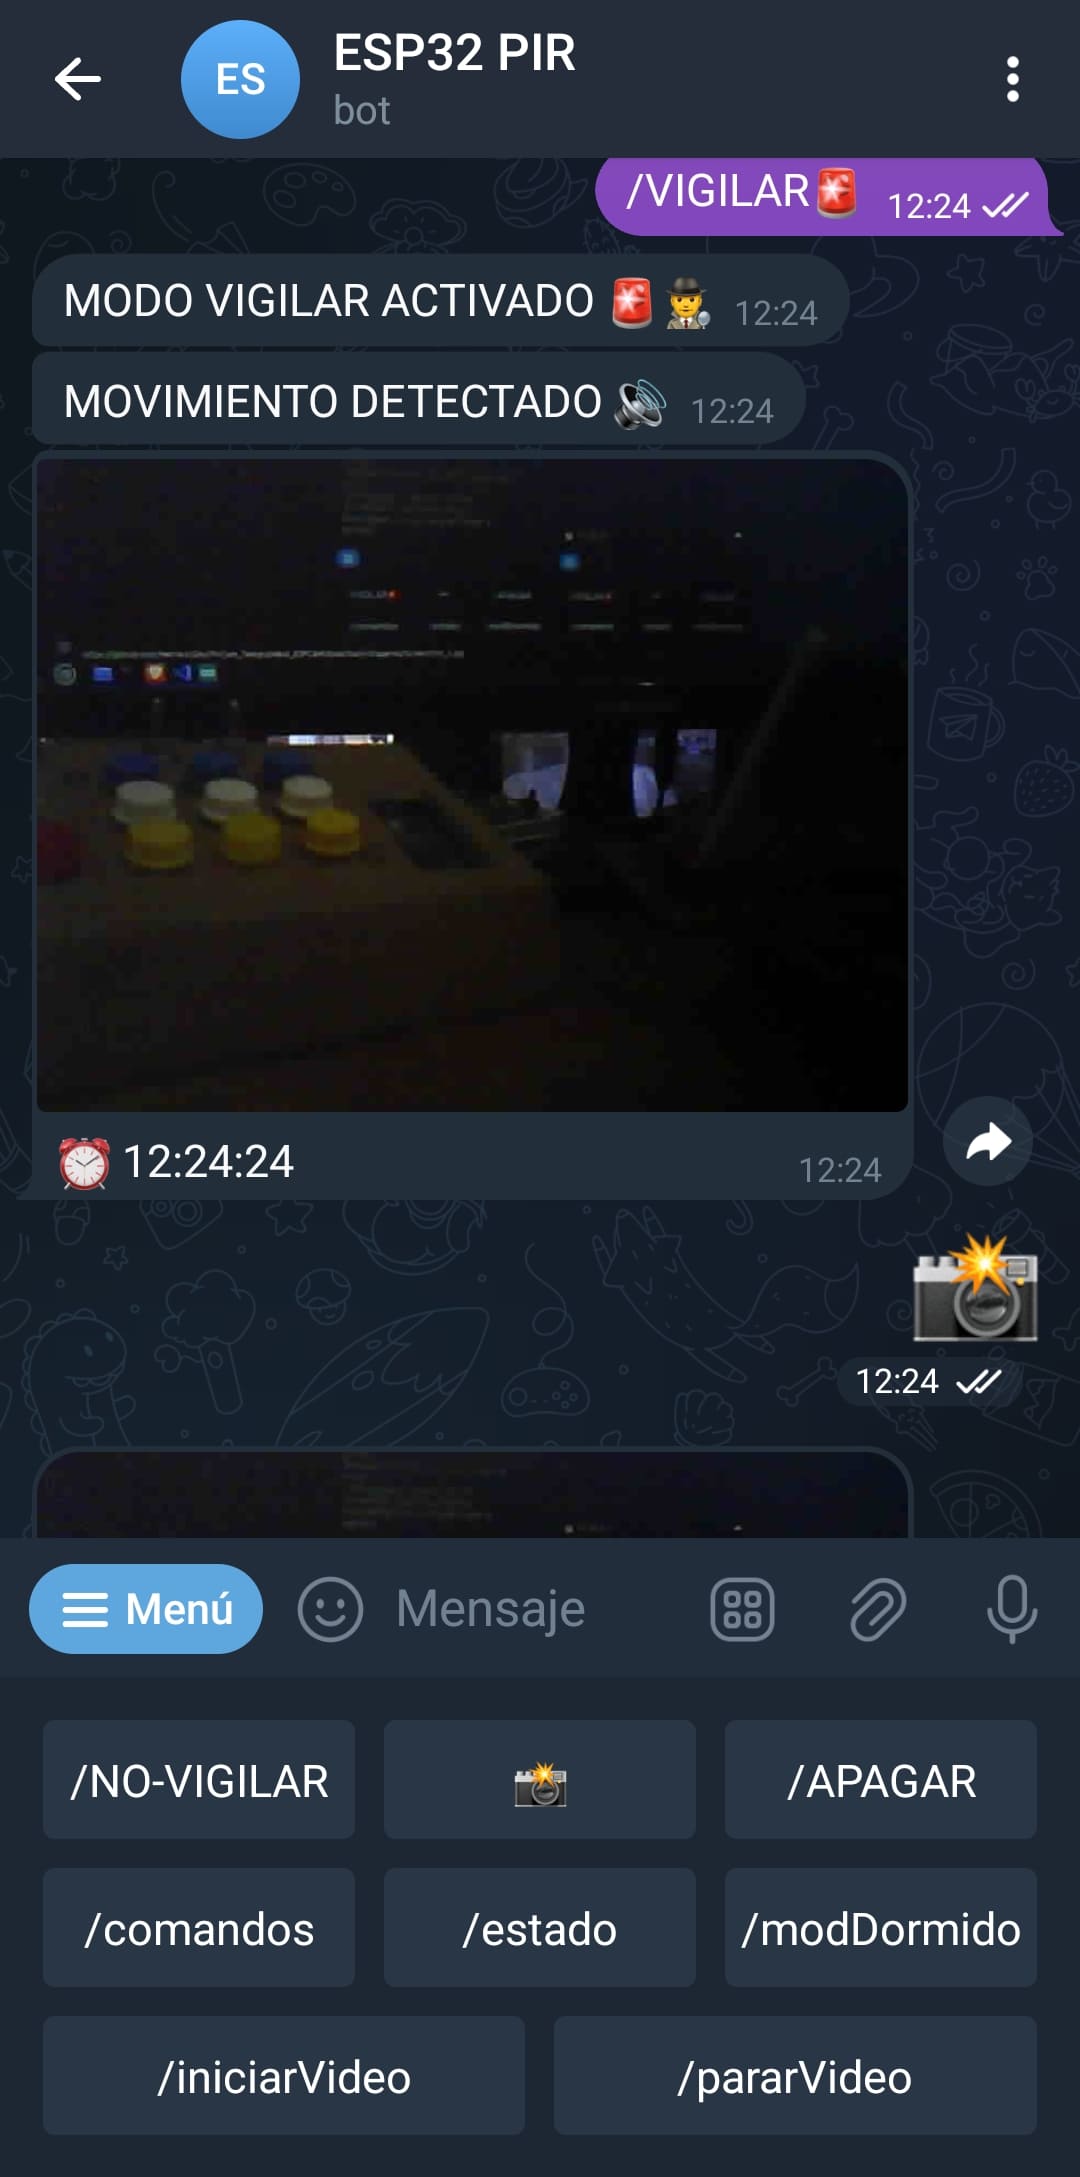 ES
ESP32 PIR
bot
/VIGILAR🚨 12:24
MODO VIGILAR ACTIVADO 🚨🕵️ 12:24
MOVIMIENTO DETECTADO 🔊 12:24
⏰ 12:24:24 12:24
📸
12:24
Menú Mensaje
/NO-VIGILAR 📸 /APAGAR
/comandos /estado /modDormido
/iniciarVideo /pararVideo